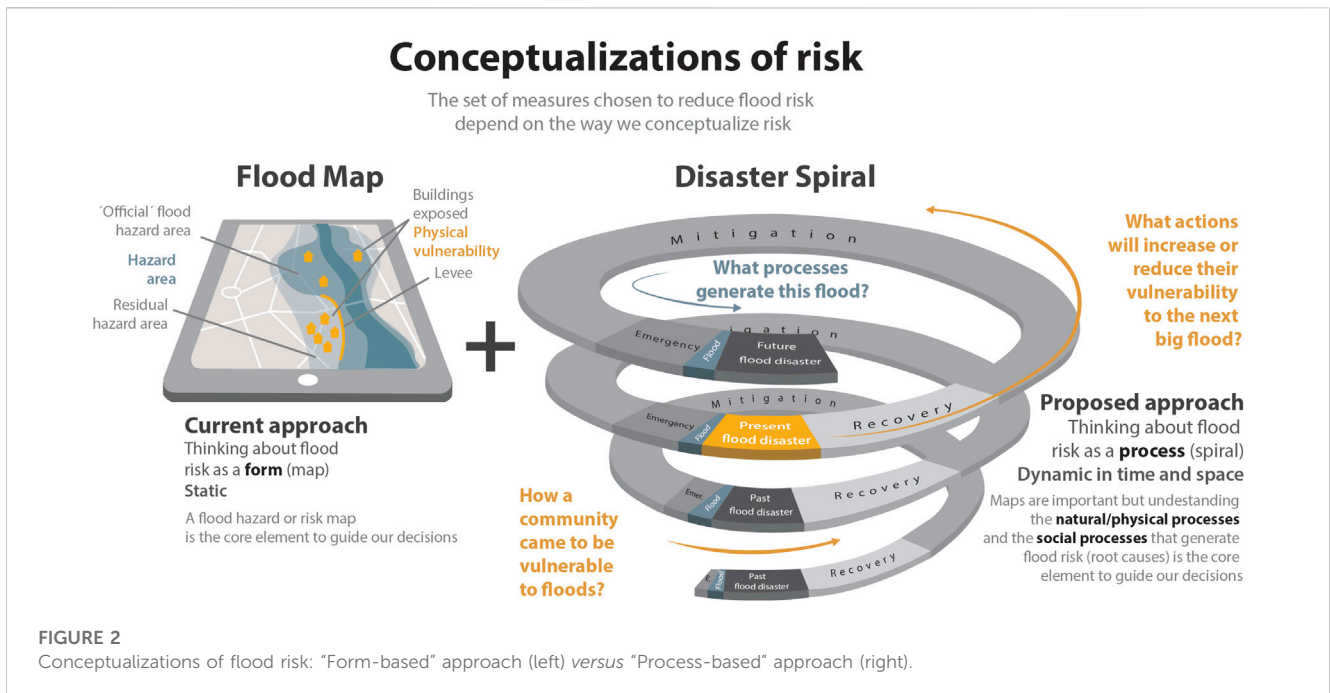 Conceptualizations of risk
The set of measures chosen to reduce flood risk
depend on the way we conceptualize risk
Flood Map
´Official´ flood
hazard area
Hazard
area
Residual
hazard area
Buildings
exposed
Physical
vulnerability
Levee
Current approach
Thinking about flood
risk as a form (map)
Static
A flood hazard or risk map
is the core element to guide our decisions
+
Disaster Spiral
Mitigation
What processes
generate this flood?
igation
Emergency
Flood
Future
flood disaster
Mitigation
Emergency
Flood
Present
flood disaster
Recovery
Emer.
Flood
Past
flood disaster
Recovery
E
Flood
Past
flood disaster
Recovery
How a
community
came to be
vulnerable
to floods?
What actions
will increase or
reduce their
vulnerability
to the next
big flood?
Proposed approach
Thinking about flood
risk as a process (spiral)
Dynamic in time and space
Maps are important but undestanding
the natural/physical processes
and the social processes that generate
flood risk (root causes) is the core
element to guide our decisions
FIGURE 2
Conceptualizations of flood risk: "Form-based" approach (left) versus "Process-based" approach (right).